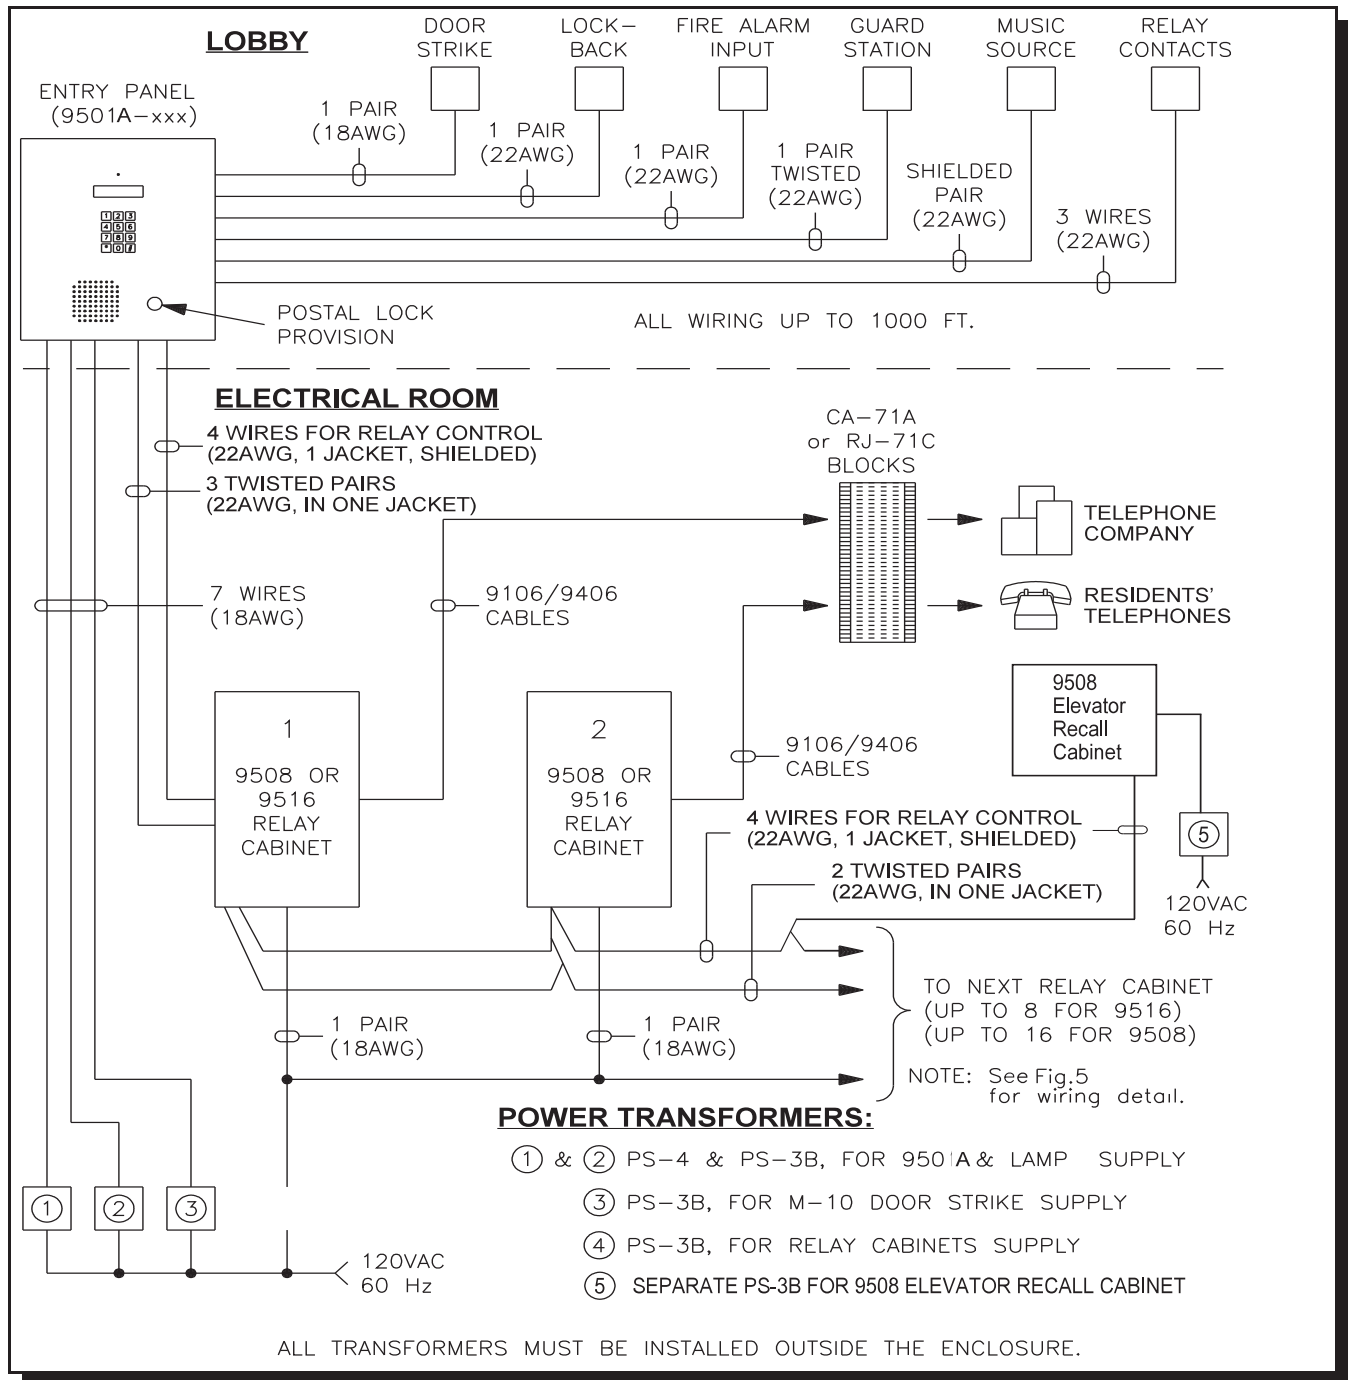 LOBBY
DOOR
STRIKE
LOCK-
BACK
FIRE ALARM
INPUT
GUARD
STATION
MUSIC
SOURCE
RELAY
CONTACTS
ENTRY PANEL
(9501A-xxx)
1 PAIR
(18AWG)
1 PAIR
(22AWG)
1 PAIR
(22AWG)
1 PAIR
TWISTED
(22AWG)
SHIELDED
PAIR
(22AWG)
3 WIRES
(22AWG)
1 2 3
4 5 6
7 8 9
* 0 #
POSTAL LOCK
PROVISION
ALL WIRING UP TO 1000 FT.
ELECTRICAL ROOM
4 WIRES FOR RELAY CONTROL
(22AWG, 1 JACKET, SHIELDED)
3 TWISTED PAIRS
(22AWG, IN ONE JACKET)
CA-71A
or RJ-71C
BLOCKS
TELEPHONE
COMPANY
7 WIRES
(18AWG)
9106/9406
CABLES
RESIDENTS'
TELEPHONES
1
9508 OR
9516
RELAY
CABINET
2
9508 OR
9516
RELAY
CABINET
9106/9406
CABLES
9508
Elevator
Recall
Cabinet
4 WIRES FOR RELAY CONTROL
(22AWG, 1 JACKET, SHIELDED)
5
2 TWISTED PAIRS
(22AWG, IN ONE JACKET)
120VAC
60 Hz
TO NEXT RELAY CABINET
(UP TO 8 FOR 9516)
(UP TO 16 FOR 9508)
1 PAIR
(18AWG)
1 PAIR
(18AWG)
NOTE: See Fig.5
for wiring detail.
POWER TRANSFORMERS:
1 & 2 PS-4 & PS-3B, FOR 9501A & LAMP SUPPLY
3 PS-3B, FOR M-10 DOOR STRIKE SUPPLY
4 PS-3B, FOR RELAY CABINETS SUPPLY
5 SEPARATE PS-3B FOR 9508 ELEVATOR RECALL CABINET
1
2
3
120VAC
60 Hz
ALL TRANSFORMERS MUST BE INSTALLED OUTSIDE THE ENCLOSURE.